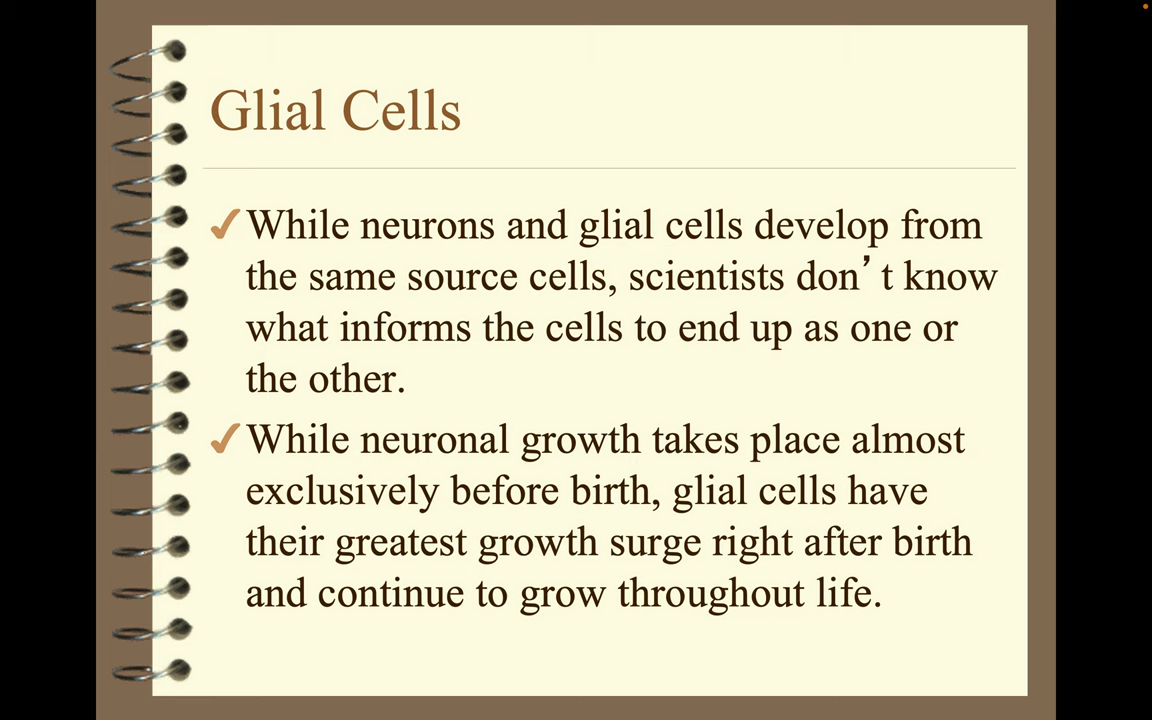 Glial Cells
✓While neurons and glial cells develop from
the same source cells, scientists don’t know
what informs the cells to end up as one or
the other.
✓While neuronal growth takes place almost
exclusively before birth, glial cells have
their greatest growth surge right after birth
and continue to grow throughout life.